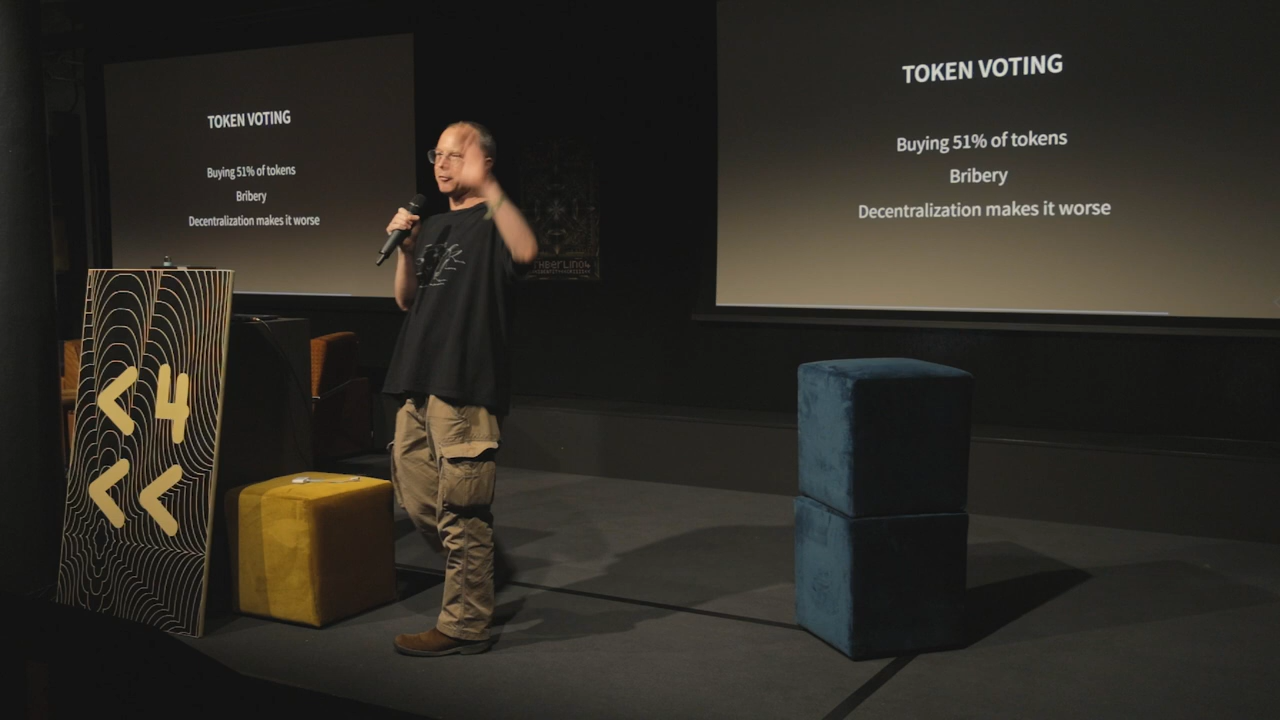 TOKEN VOTING
Buying 51% of tokens
Bribery
Decentralization makes it worse
TOKEN VOTING
Buying 51% of tokens
Bribery
Decentralization makes it worse
<4
<<